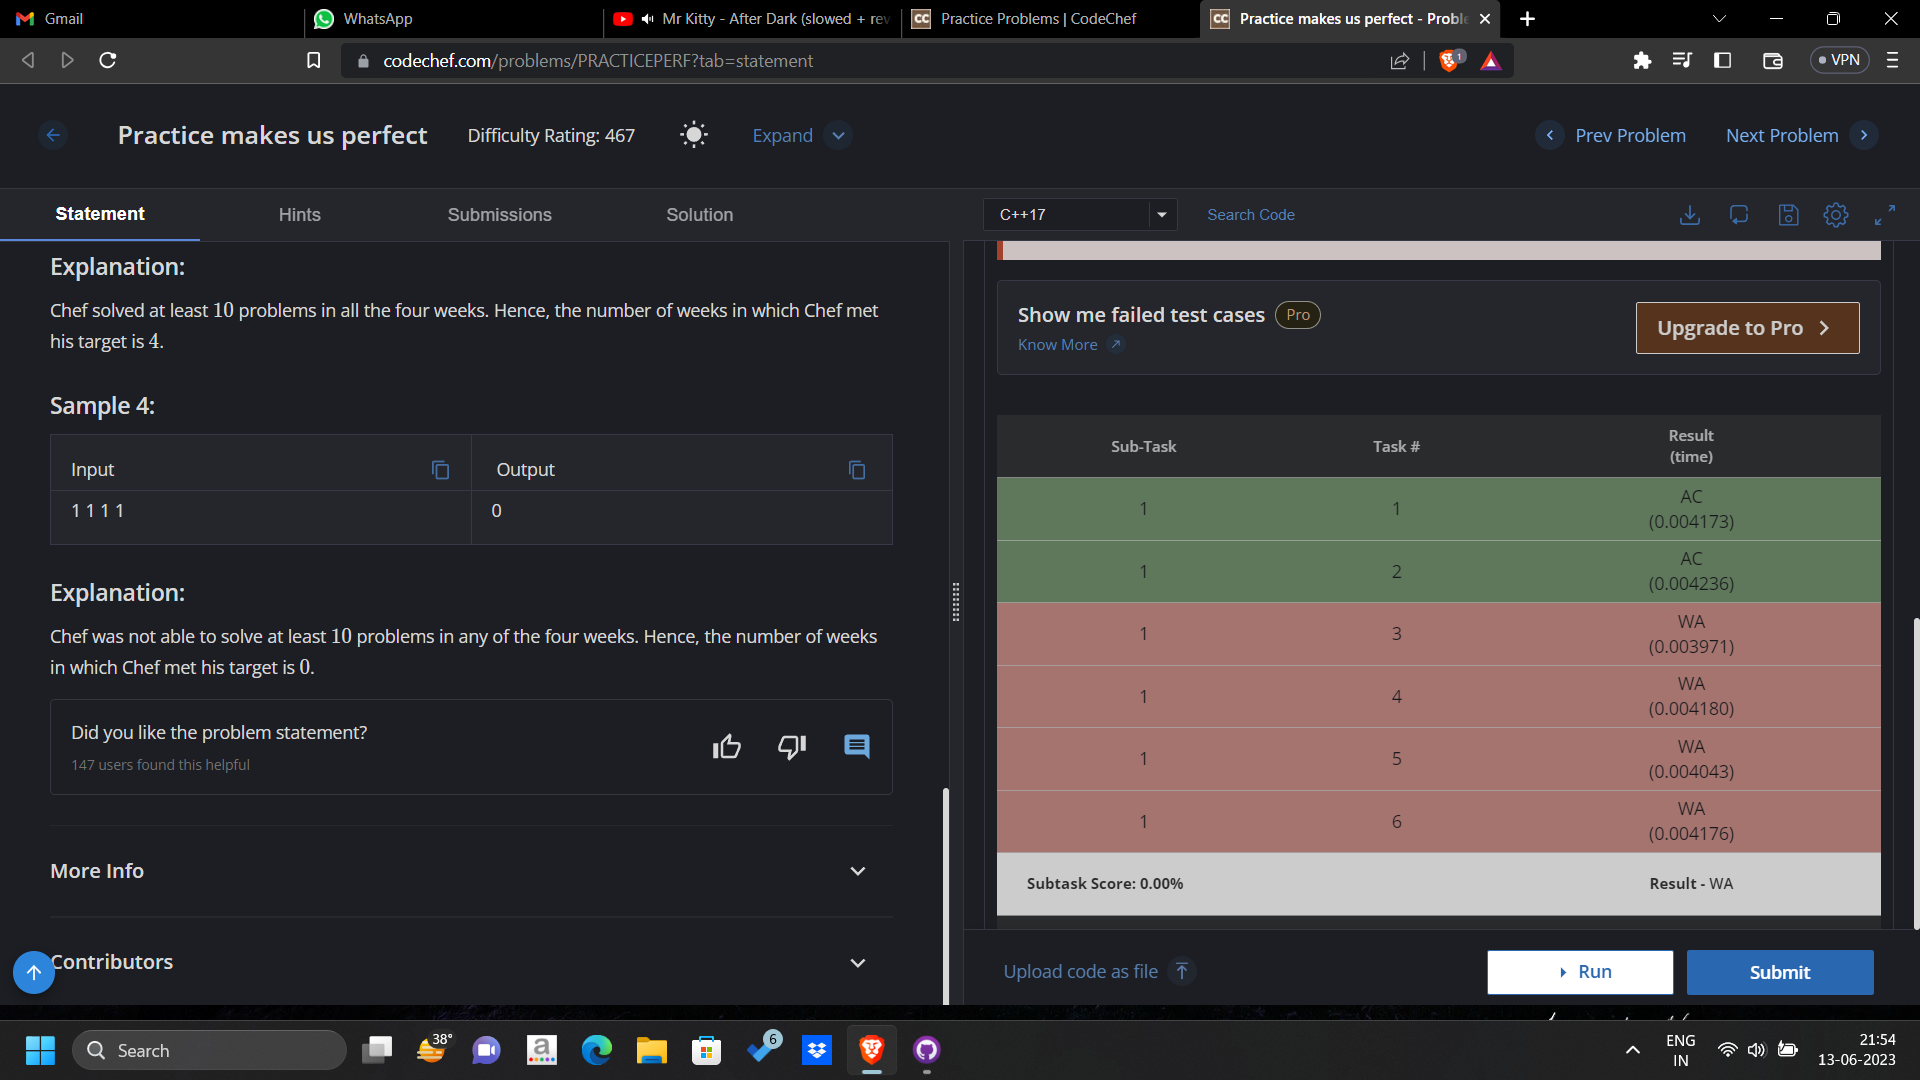 Gmail
WhatsApp
Mr Kitty - After Dark (slowed + rev
CC Practice Problems | CodeChef
CC Practice makes us perfect - Proble
codechef.com/problems/PRACTICEPERF?tab=statement
1
VPN
Practice makes us perfect
Difficulty Rating: 467
Expand
Prev Problem
Next Problem
Statement
Hints
Submissions
Solution
C++17
Search Code
Explanation:
Chef solved at least 10 problems in all the four weeks. Hence, the number of weeks in which Chef met
his target is 4.
Sample 4:
Input
Output
1 1 1 1
0
Explanation:
Chef was not able to solve at least 10 problems in any of the four weeks. Hence, the number of weeks
in which Chef met his target is 0.
Did you like the problem statement?
147 users found this helpful
More Info
Contributors
Show me failed test cases Pro
Know More
Upgrade to Pro
Sub-Task
Task #
Result
(time)
1 1 AC
(0.004173)
1 2 AC
(0.004236)
1 3 WA
(0.003971)
1 4 WA
(0.004180)
1 5 WA
(0.004043)
1 6 WA
(0.004176)
Subtask Score: 0.00%
Result - WA
Upload code as file
Run
Submit
Search
38°
a
6
ENG
IN
21:54
13-06-2023